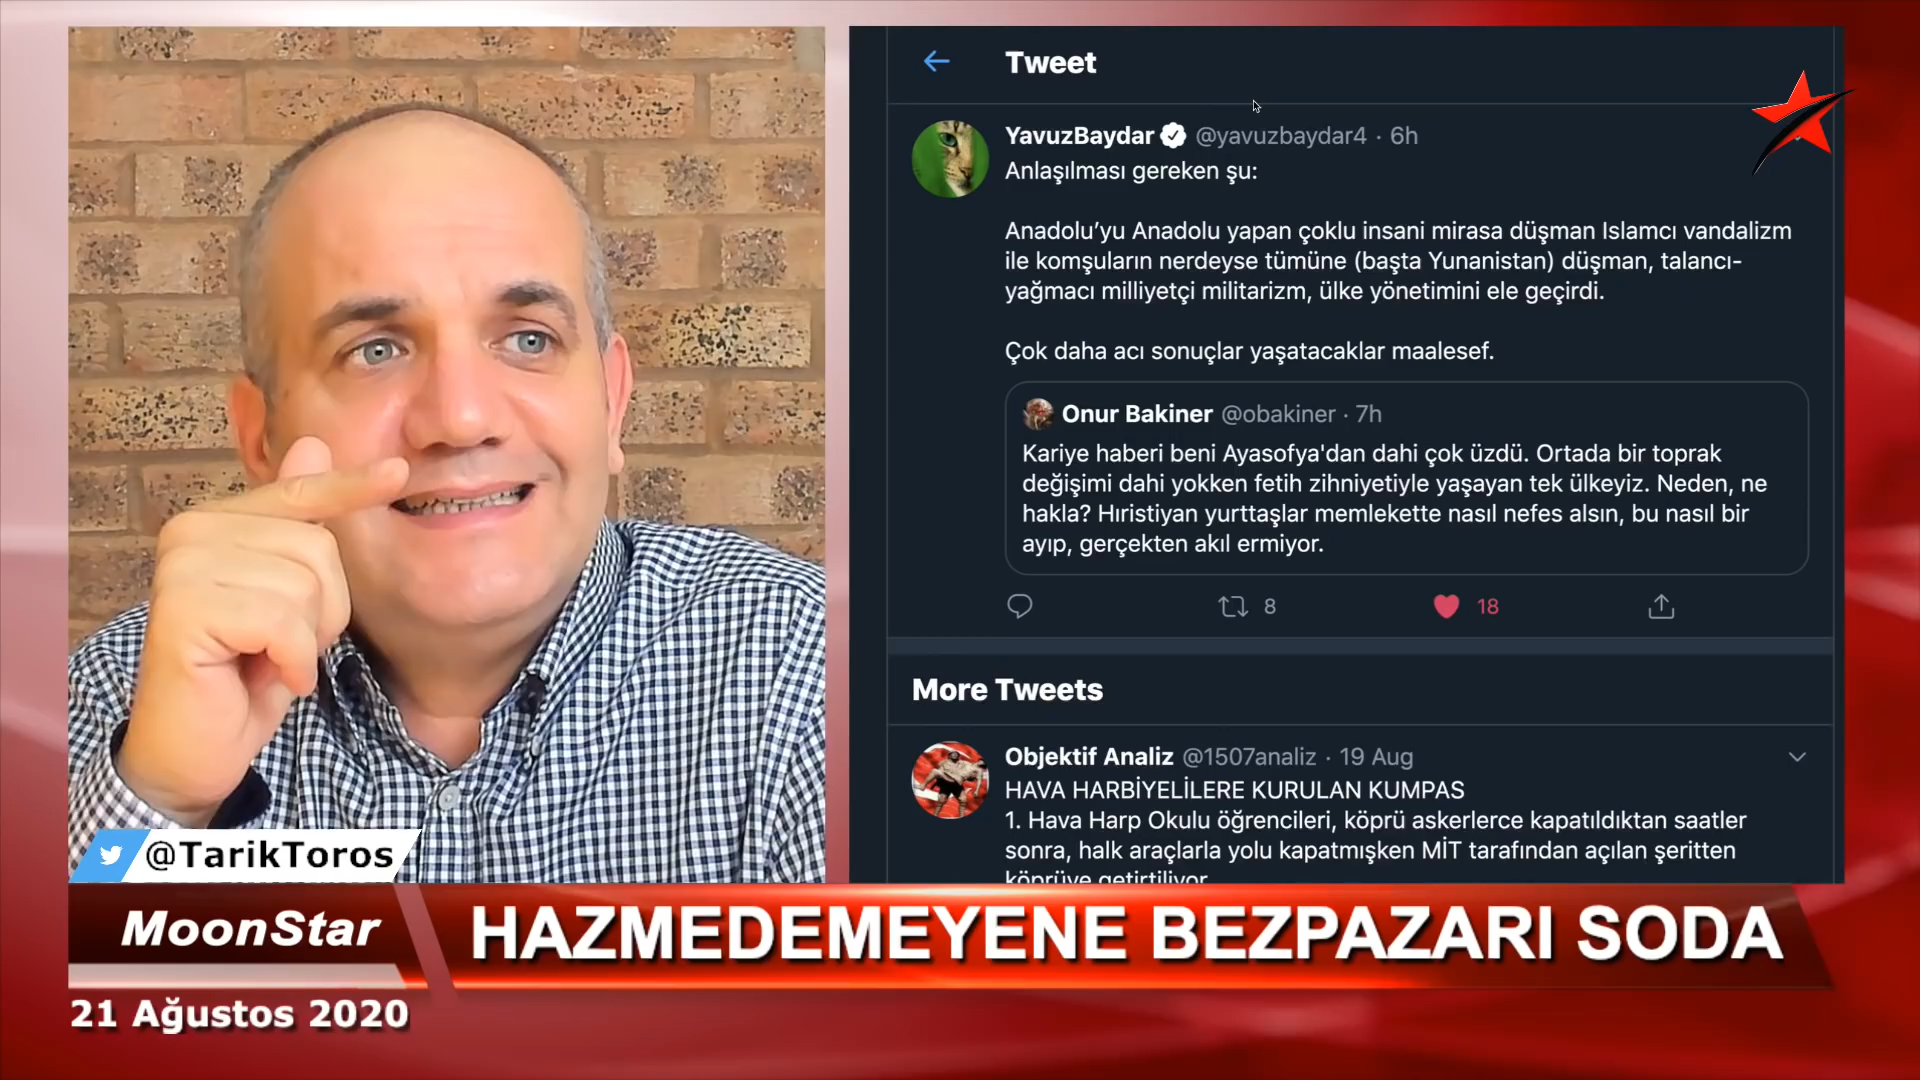 Tweet
YavuzBaydar @yavuzbaydar4 · 6h
Anlaşılması gereken şu:
Anadolu’yu Anadolu yapan çoklu insani mirasa düşman Islamcı vandalizm
ile komşuların nerdeyse tümüne (başta Yunanistan) düşman, talancı-
yağmacı milliyetçi militarizm, ülke yönetimini ele geçirdi.
Çok daha acı sonuçlar yaşatacaklar maalesef.
Onur Bakiner @obakiner · 7h
Kariye haberi beni Ayasofya'dan dahi çok üzdü. Ortada bir toprak
değişimi dahi yokken fetih zihniyetiyle yaşayan tek ülkeyiz. Neden, ne
hakla? Hıristiyan yurttaşlar memlekette nasıl nefes alsın, bu nasıl bir
ayıp, gerçekten akıl ermiyor.
8 18
More Tweets
Objektif Analiz @1507analiz · 19 Aug
HAVA HARBİYELİLERE KURULAN KUMPAS
1. Hava Harp Okulu öğrencileri, köprü askerlerce kapatıldıktan saatler
sonra, halk araçlarla yolu kapatmışken MİT tarafından açılan şeritten
köprüye getirtiliyor
@TarikToros
MoonStar
HAZMEDEMEYENE BEZPAZARI SODA
21 Ağustos 2020